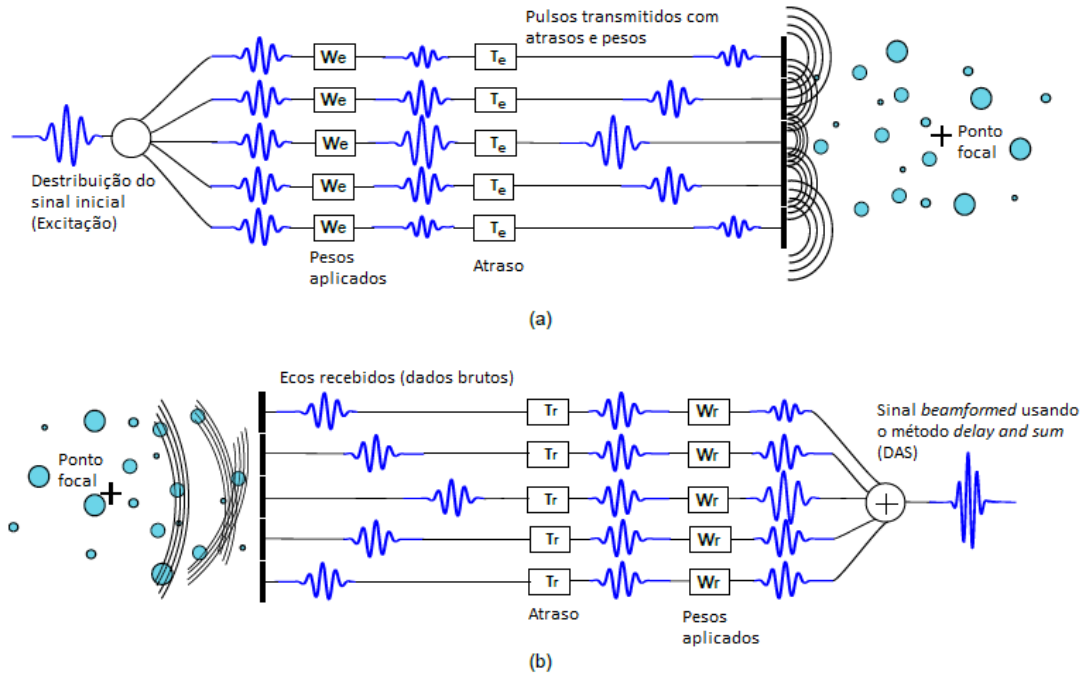 Pulsos transmitidos com
atrasos e pesos
We
Te
We
Te
We
Te
We
Te
We
Te
Destribuição do
sinal inicial
(Excitação)
Pesos
aplicados
Atraso
Ponto
focal
(a)
Ecos recebidos (dados brutos)
Tr
Wr
Tr
Wr
Tr
Wr
Tr
Wr
Tr
Wr
Ponto
focal
Sinal beamformed usando
o método delay and sum
(DAS)
Atraso
Pesos
aplicados
(b)